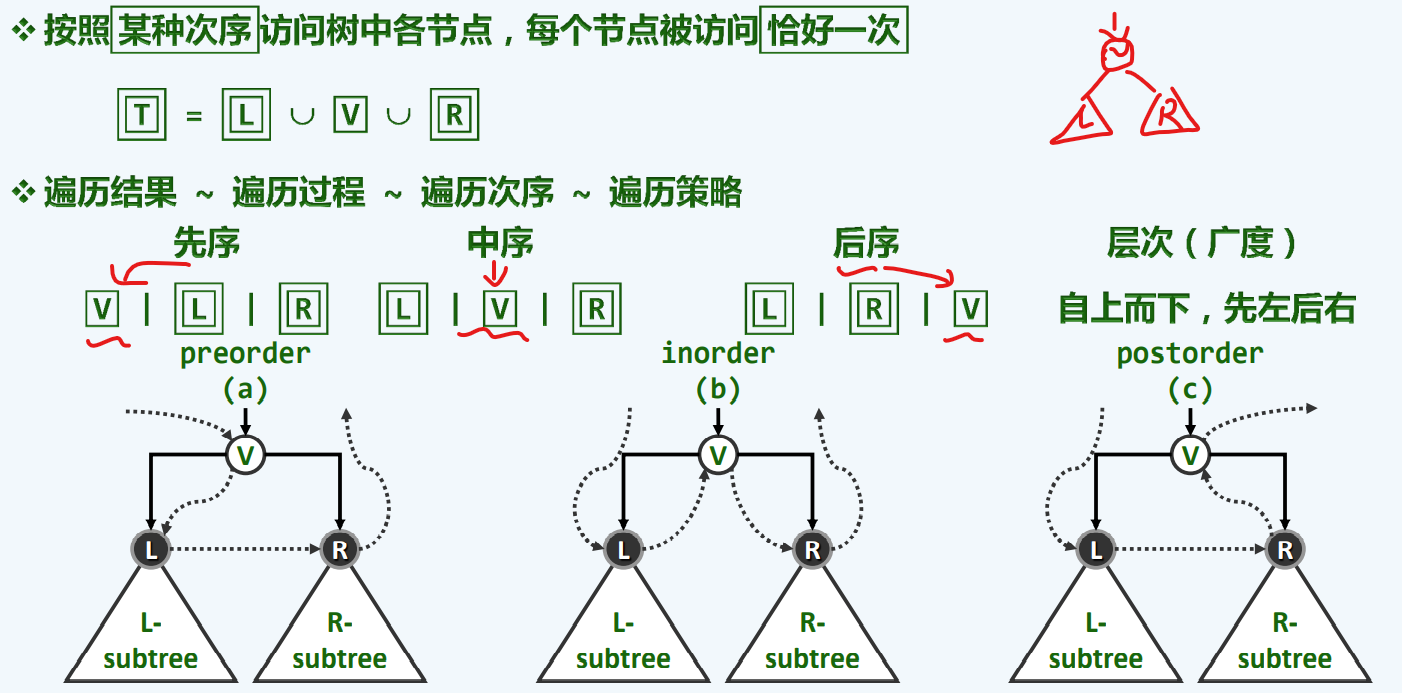 按照某种次序访问树中各节点，每个节点被访问恰好一次
T = L ∪ V ∪ R
L R
遍历结果 ~ 遍历过程 ~ 遍历次序 ~ 遍历策略
先序 中序 后序 层次（广度）
V | L | R L | V | R L | R | V 自上而下，先左后右
preorder inorder postorder
(a) (b) (c)
V V V
L R L R L R
L- R- L- R- L- R-
subtree subtree subtree subtree subtree subtree